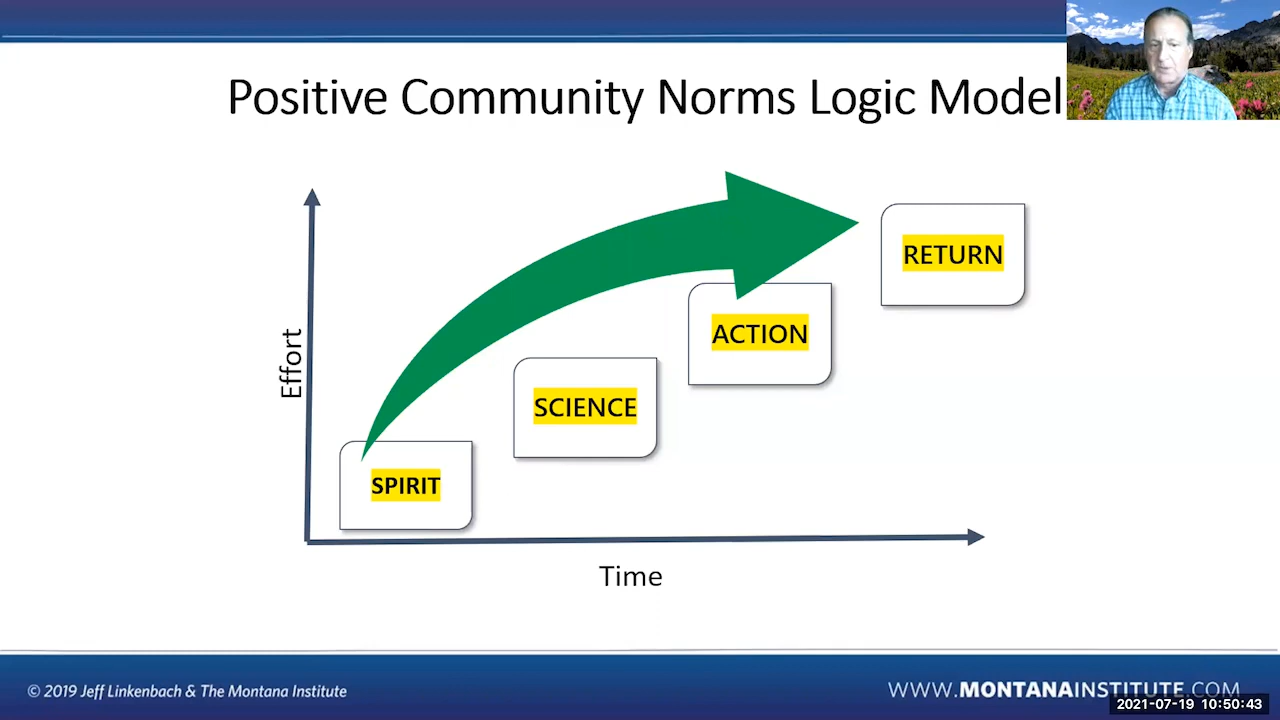 Positive Community Norms Logic Model
RETURN
ACTION
Effort
SCIENCE
SPIRIT
Time
© 2019 Jeff Linkenbach & The Montana Institute
WWW.MONTANAINSTITUTE.COM
2021-07-19 10:50:43